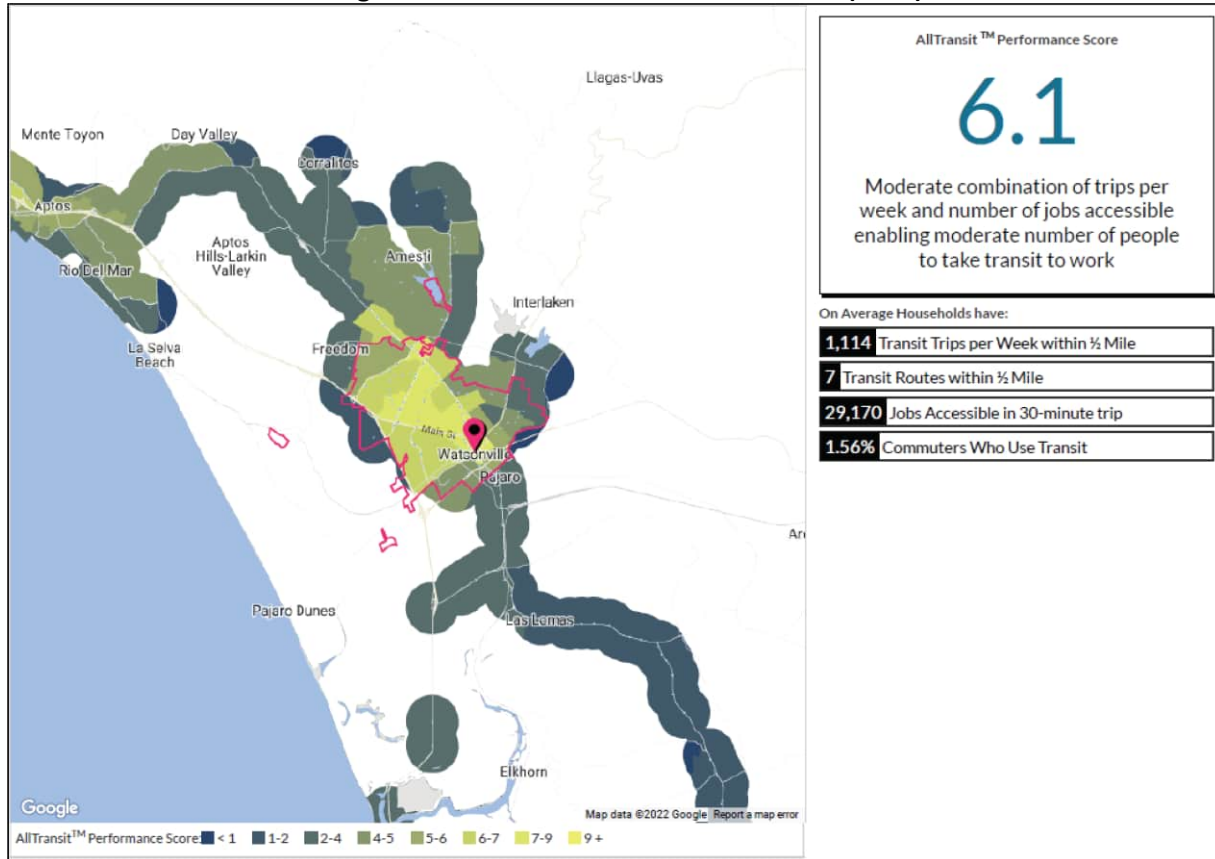 Llagas-Uvas
Monte Toyon
Day Valley
Corralitos
Aptos
Aptos
Hills-Larkin
Valley
Amesti
Rio Del Mar
Interlaken
La Selva
Beach
Freedom
Main St
Watsonville
Pajaro
Pajaro Dunes
Las Lomas
Elkhorn
Google
Map data ©2022 Google Report a map error
AllTransit™ Performance Score: < 1 1-2 2-4 4-5 5-6 6-7 7-9 9 +
AllTransit ™ Performance Score
6.1
Moderate combination of trips per
week and number of jobs accessible
enabling moderate number of people
to take transit to work
On Average Households have:
1,114 Transit Trips per Week within ½ Mile
7 Transit Routes within ½ Mile
29,170 Jobs Accessible in 30-minute trip
1.56% Commuters Who Use Transit